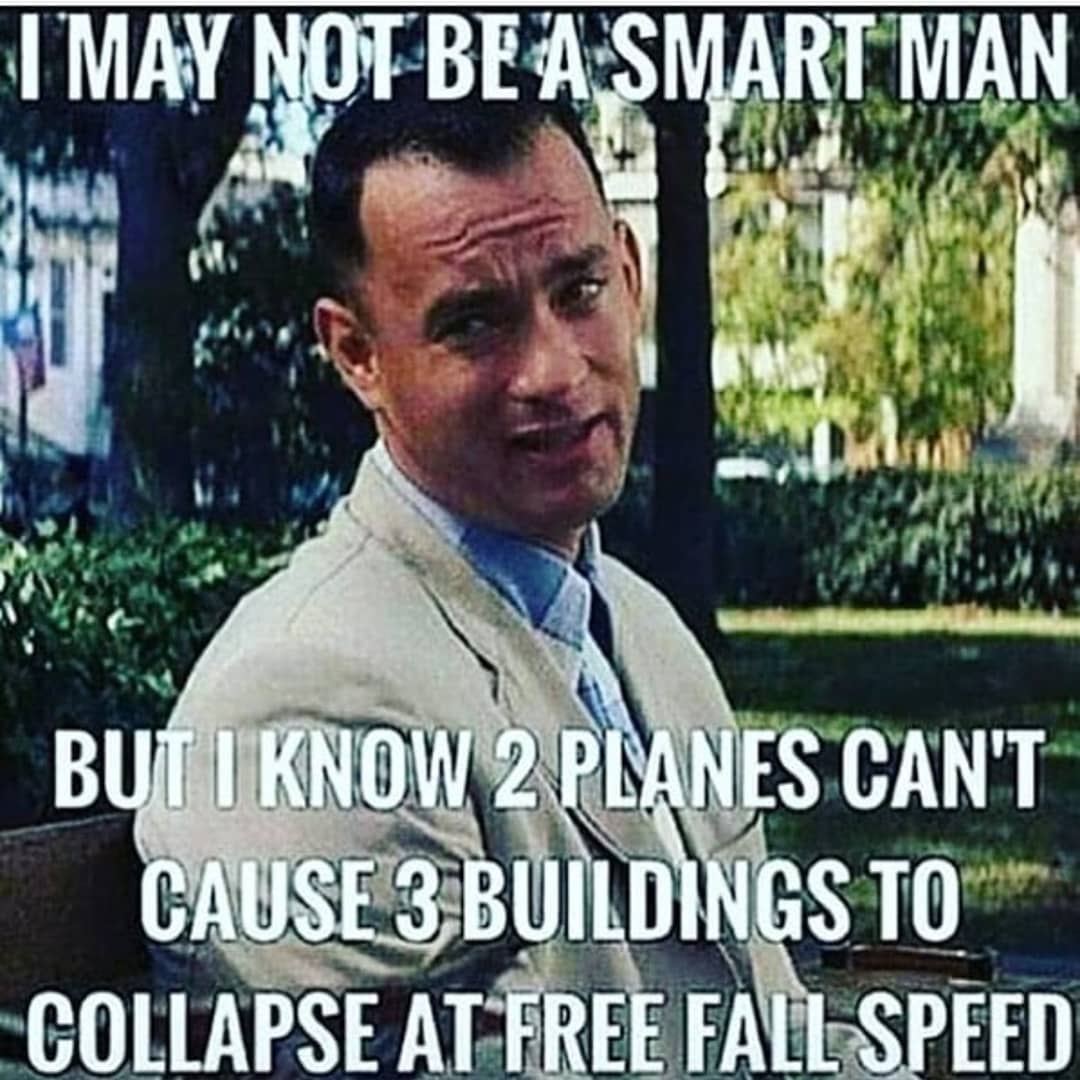 I MAY NOT BE A SMART MAN
BUT I KNOW 2 PLANES CAN'T
CAUSE 3 BUILDINGS TO
COLLAPSE AT FREE FALL SPEED